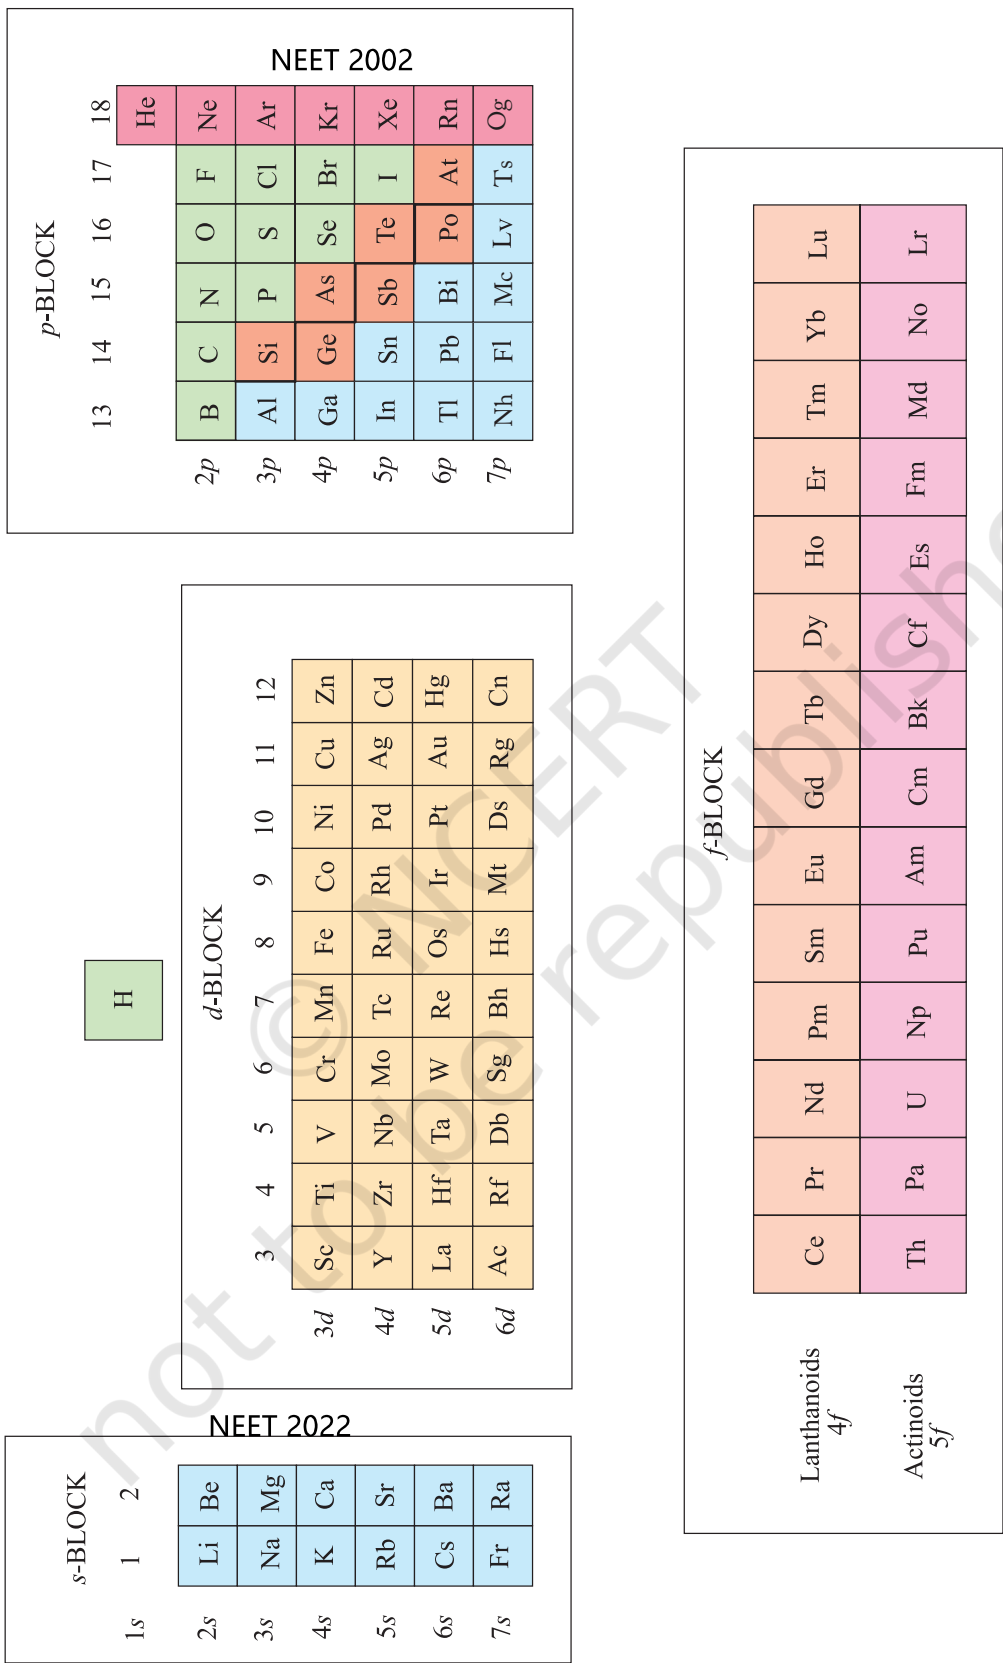 NEET 2002
p-BLOCK
13 14 15 16 17 18
He
2p B C N O F Ne
3p Al Si P S Cl Ar
4p Ga Ge As Se Br Kr
5p In Sn Sb Te I Xe
6p Tl Pb Bi Po At Rn
7p Nh Fl Mc Lv Ts Og
H
d-BLOCK
3 4 5 6 7 8 9 10 11 12
3d Sc Ti V Cr Mn Fe Co Ni Cu Zn
4d Y Zr Nb Mo Tc Ru Rh Pd Ag Cd
5d La Hf Ta W Re Os Ir Pt Au Hg
6d Ac Rf Db Sg Bh Hs Mt Ds Rg Cn
NEET 2022
s-BLOCK
1 2
1s
2s Li Be
3s Na Mg
4s K Ca
5s Rb Sr
6s Cs Ba
7s Fr Ra
f-BLOCK
Lanthanoids
4f
Ce Pr Nd Pm Sm Eu Gd Tb Dy Ho Er Tm Yb Lu
Actinoids
5f
Th Pa U Np Pu Am Cm Bk Cf Es Fm Md No Lr
© NCERT
not to be republishe